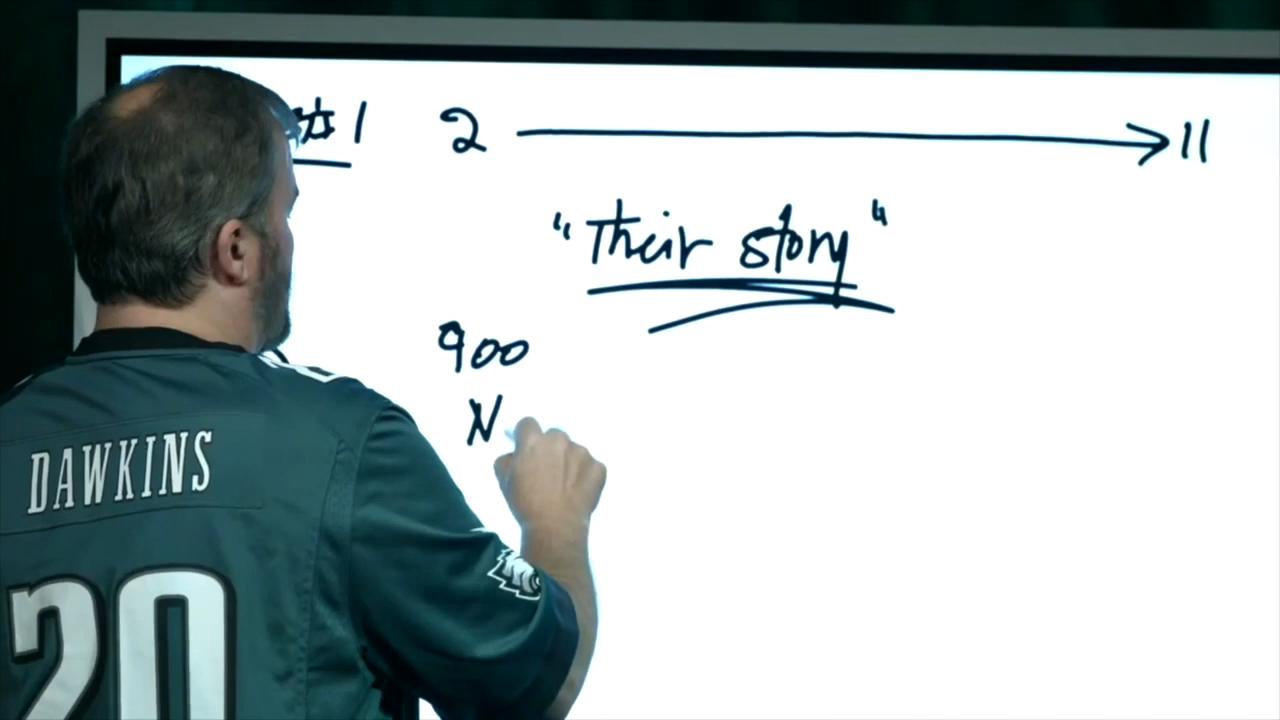 1 2 → 11
"Their story"
900
N
DAWKINS
20